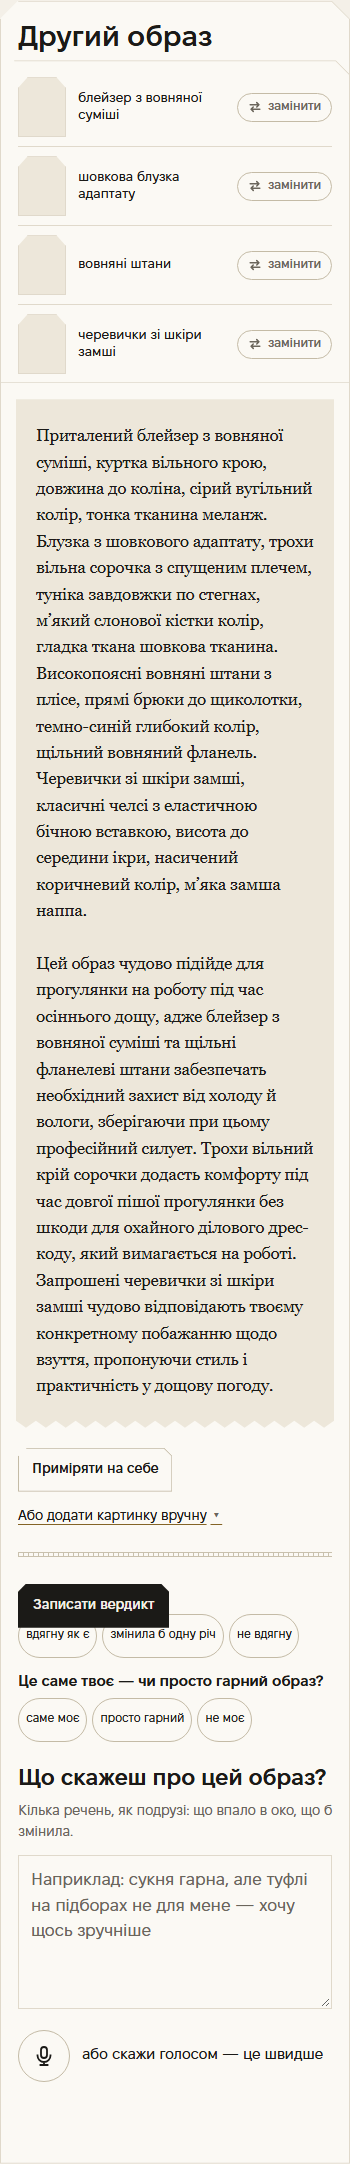 Другий образ
блейзер з вовняної
суміші
замінити
шовкова блузка
адаптату
замінити
вовняні штани
замінити
черевички зі шкіри
замші
замінити
Приталений блейзер з вовняної
суміші, куртка вільного крою,
довжина до коліна, сірий вугільний
колір, тонка тканина меланж.
Блузка з шовкового адаптату, трохи
вільна сорочка з спущеним плечем,
туніка завдовжки по стегнах,
м’який слонової кістки колір,
гладка ткана шовкова тканина.
Високопоясні вовняні штани з
плісе, прямі брюки до щиколотки,
темно-синій глибокий колір,
щільний вовняний фланель.
Черевички зі шкіри замші,
класичні челсі з еластичною
бічною вставкою, висота до
середини ікри, насичений
коричневий колір, м’яка замша
наппа.
Цей образ чудово підійде для
прогулянки на роботу під час
осіннього дощу, адже блейзер з
вовняної суміші та щільні
фланелеві штани забезпечать
необхідний захист від холоду й
вологи, зберігаючи при цьому
професійний силует. Трохи вільний
крій сорочки додасть комфорту під
час довгої пішої прогулянки без
шкоди для охайного ділового дрес-
коду, який вимагається на роботі.
Запрошені черевички зі шкіри
замші чудово відповідають твоєму
конкретному побажанню щодо
взуття, пропонуючи стиль і
практичність у дощову погоду.
Приміряти на себе
Або додати картинку вручну
Записати вердикт
вдягну як є
змінила б одну річ
не вдягну
Це саме твоє — чи просто гарний образ?
саме моє
просто гарний
не моє
Що скажеш про цей образ?
Кілька речень, як подрузі: що впало в око, що б
змінила.
Наприклад: сукня гарна, але туфлі
на підборах не для мене — хочу
щось зручніше
або скажи голосом — це швидше